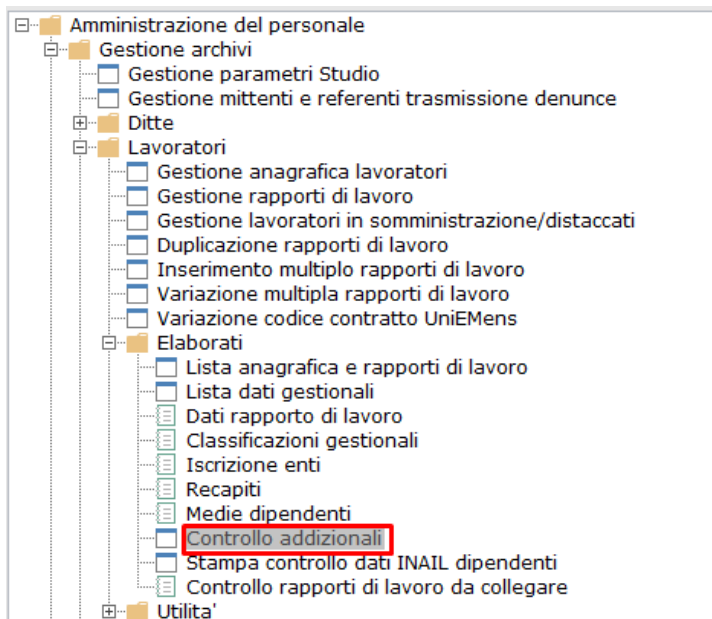 Amministrazione del personale
Gestione archivi
Gestione parametri Studio
Gestione mittenti e referenti trasmissione denunce
Ditte
Lavoratori
Gestione anagrafica lavoratori
Gestione rapporti di lavoro
Gestione lavoratori in somministrazione/distaccati
Duplicazione rapporti di lavoro
Inserimento multiplo rapporti di lavoro
Variazione multipla rapporti di lavoro
Variazione codice contratto UniEMens
Elaborati
Lista anagrafica e rapporti di lavoro
Lista dati gestionali
Dati rapporto di lavoro
Classificazioni gestionali
Iscrizione enti
Recapiti
Medie dipendenti
Controllo addizionali
Stampa controllo dati INAIL dipendenti
Controllo rapporti di lavoro da collegare
Utilita'